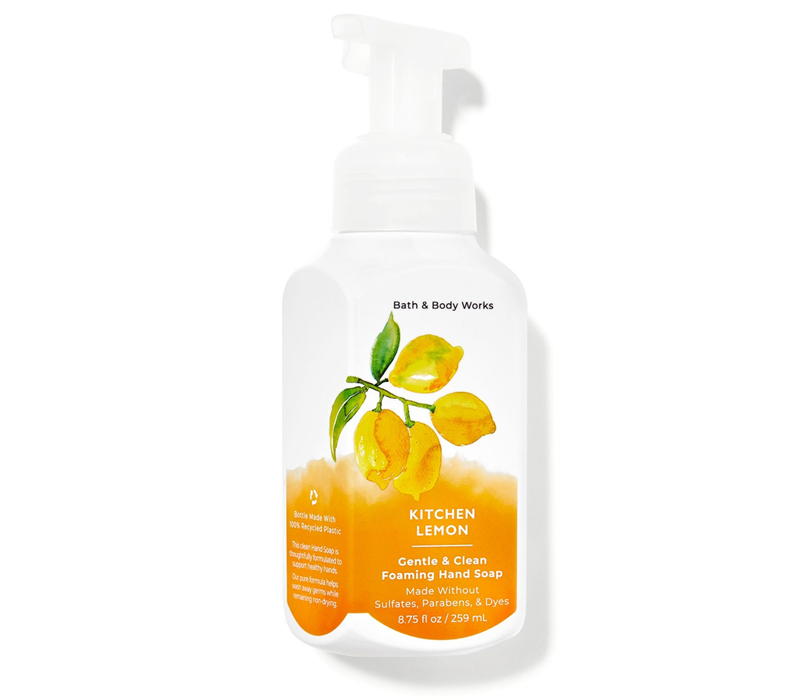 Bath & Body Works
KITCHEN
LEMON
Gentle & Clean
Foaming Hand Soap
Made Without
Sulfates, Parabens, & Dyes
8.75 fl oz / 259 mL
Bottle Made With
100% Recycled Plastic
This clean Hand Soap is
thoughtfully formulated to
support healthy hands.
Our pure formula helps
wash away germs while
remaining non-drying.